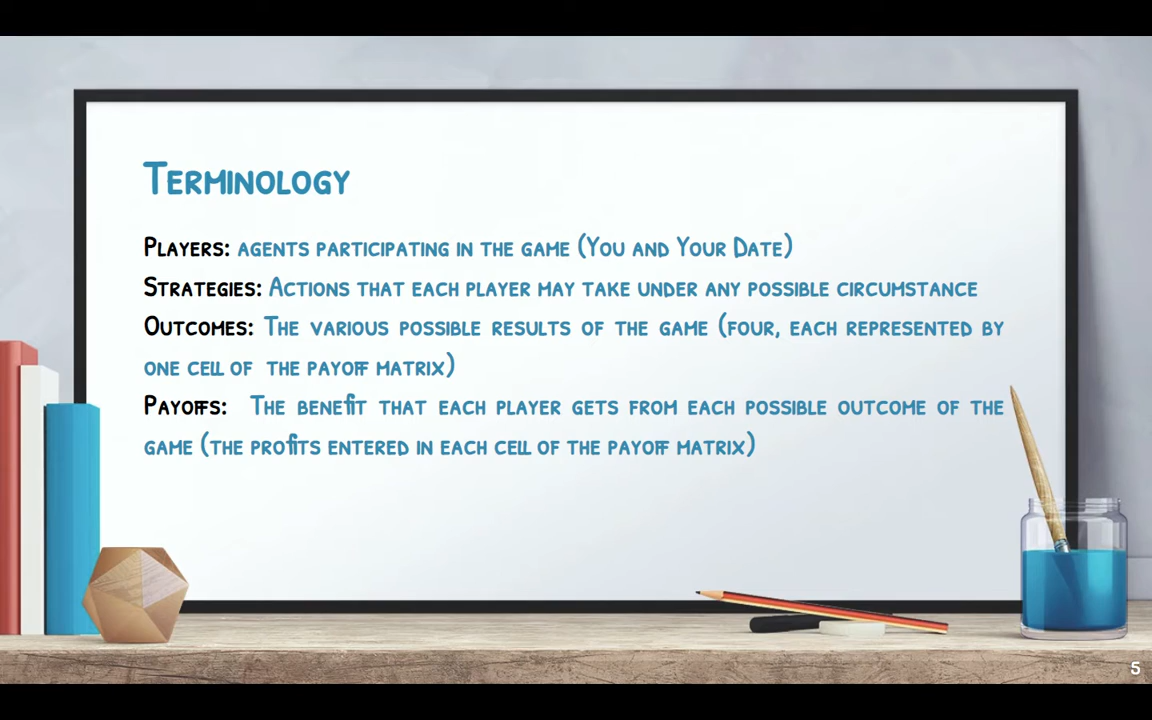 Terminology
Players: agents participating in the game (You and Your Date)
Strategies: Actions that each player may take under any possible circumstance
Outcomes: The various possible results of the game (four, each represented by
one cell of the payoff matrix)
Payoffs: The benefit that each player gets from each possible outcome of the
game (the profits entered in each cell of the payoff matrix)
5